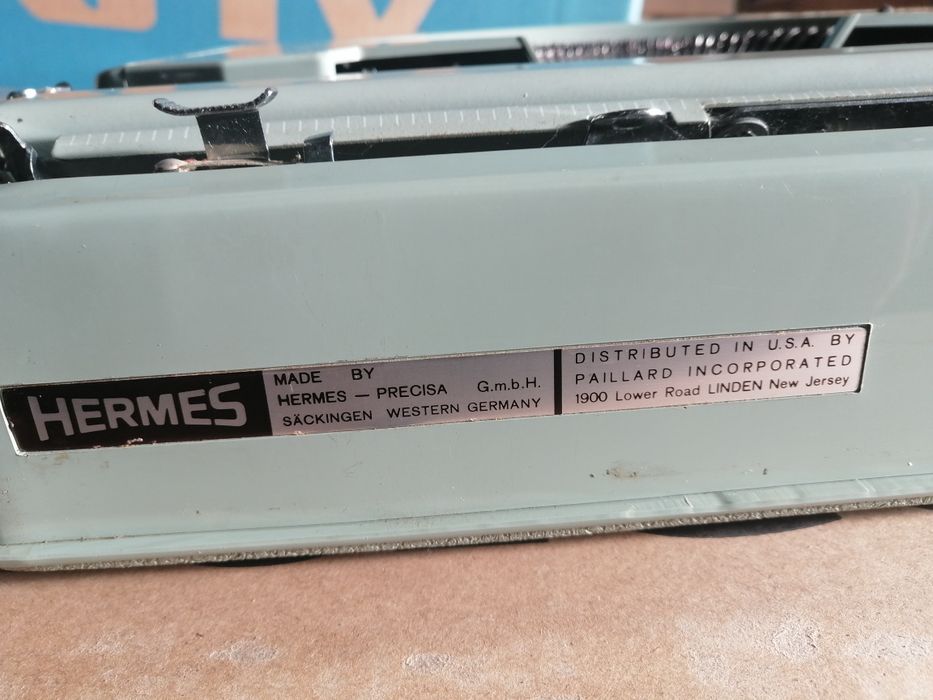 HERMES
MADE BY
HERMES – PRECISA G.m.b.H.
SÄCKINGEN WESTERN GERMANY
DISTRIBUTED IN U.S.A. BY
PAILLARD INCORPORATED
1900 Lower Road LINDEN New Jersey